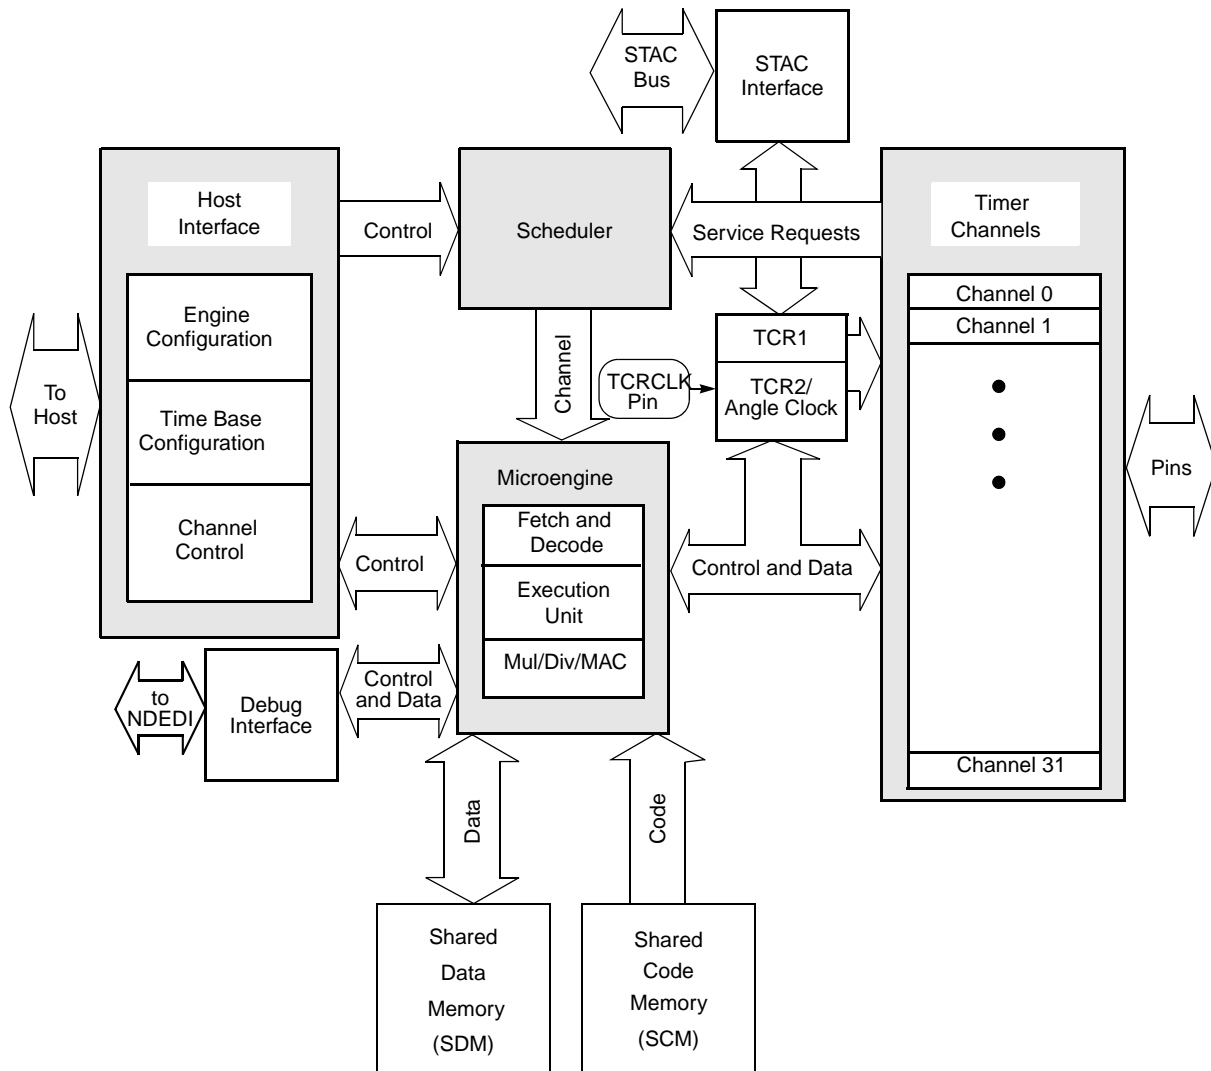 STAC
Bus
STAC
Interface
Host
Interface
Control
Scheduler
Service Requests
Timer
Channels
Engine
Configuration
Time Base
Configuration
Channel
Control
To
Host
Channel
TCRCLK
Pin
TCR1
TCR2/
Angle Clock
Channel 0
Channel 1
Channel 31
Pins
Microengine
Fetch and
Decode
Execution
Unit
Mul/Div/MAC
Control
Control and Data
to
NDEDI
Debug
Interface
Control
and Data
Data
Code
Shared
Data
Memory
(SDM)
Shared
Code
Memory
(SCM)